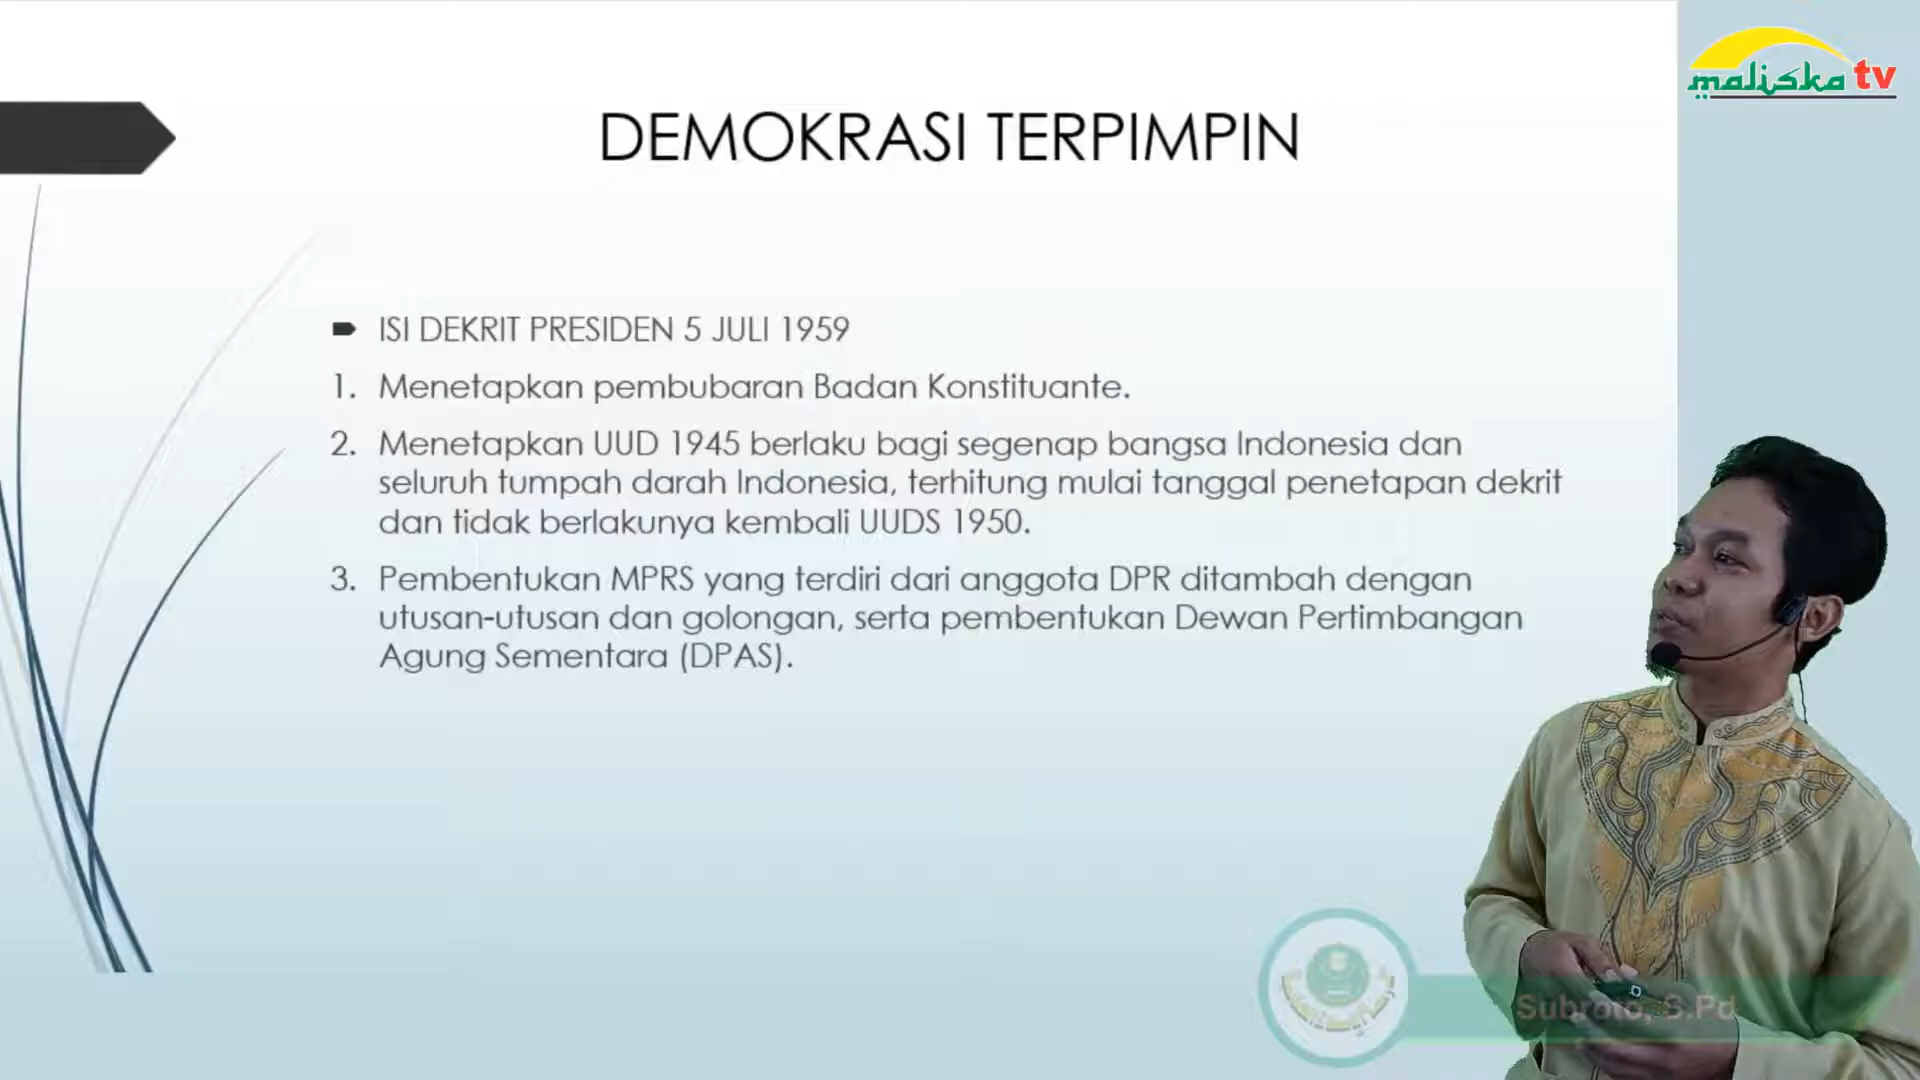 maliska tv
DEMOKRASI TERPIMPIN
ISI DEKRIT PRESIDEN 5 JULI 1959
1. Menetapkan pembubaran Badan Konstituante.
2. Menetapkan UUD 1945 berlaku bagi segenap bangsa Indonesia dan
seluruh tumpah darah Indonesia, terhitung mulai tanggal penetapan dekrit
dan tidak berlakunya kembali UUDS 1950.
3. Pembentukan MPRS yang terdiri dari anggota DPR ditambah dengan
utusan-utusan dan golongan, serta pembentukan Dewan Pertimbangan
Agung Sementara (DPAS).
Subroto, S.Pd